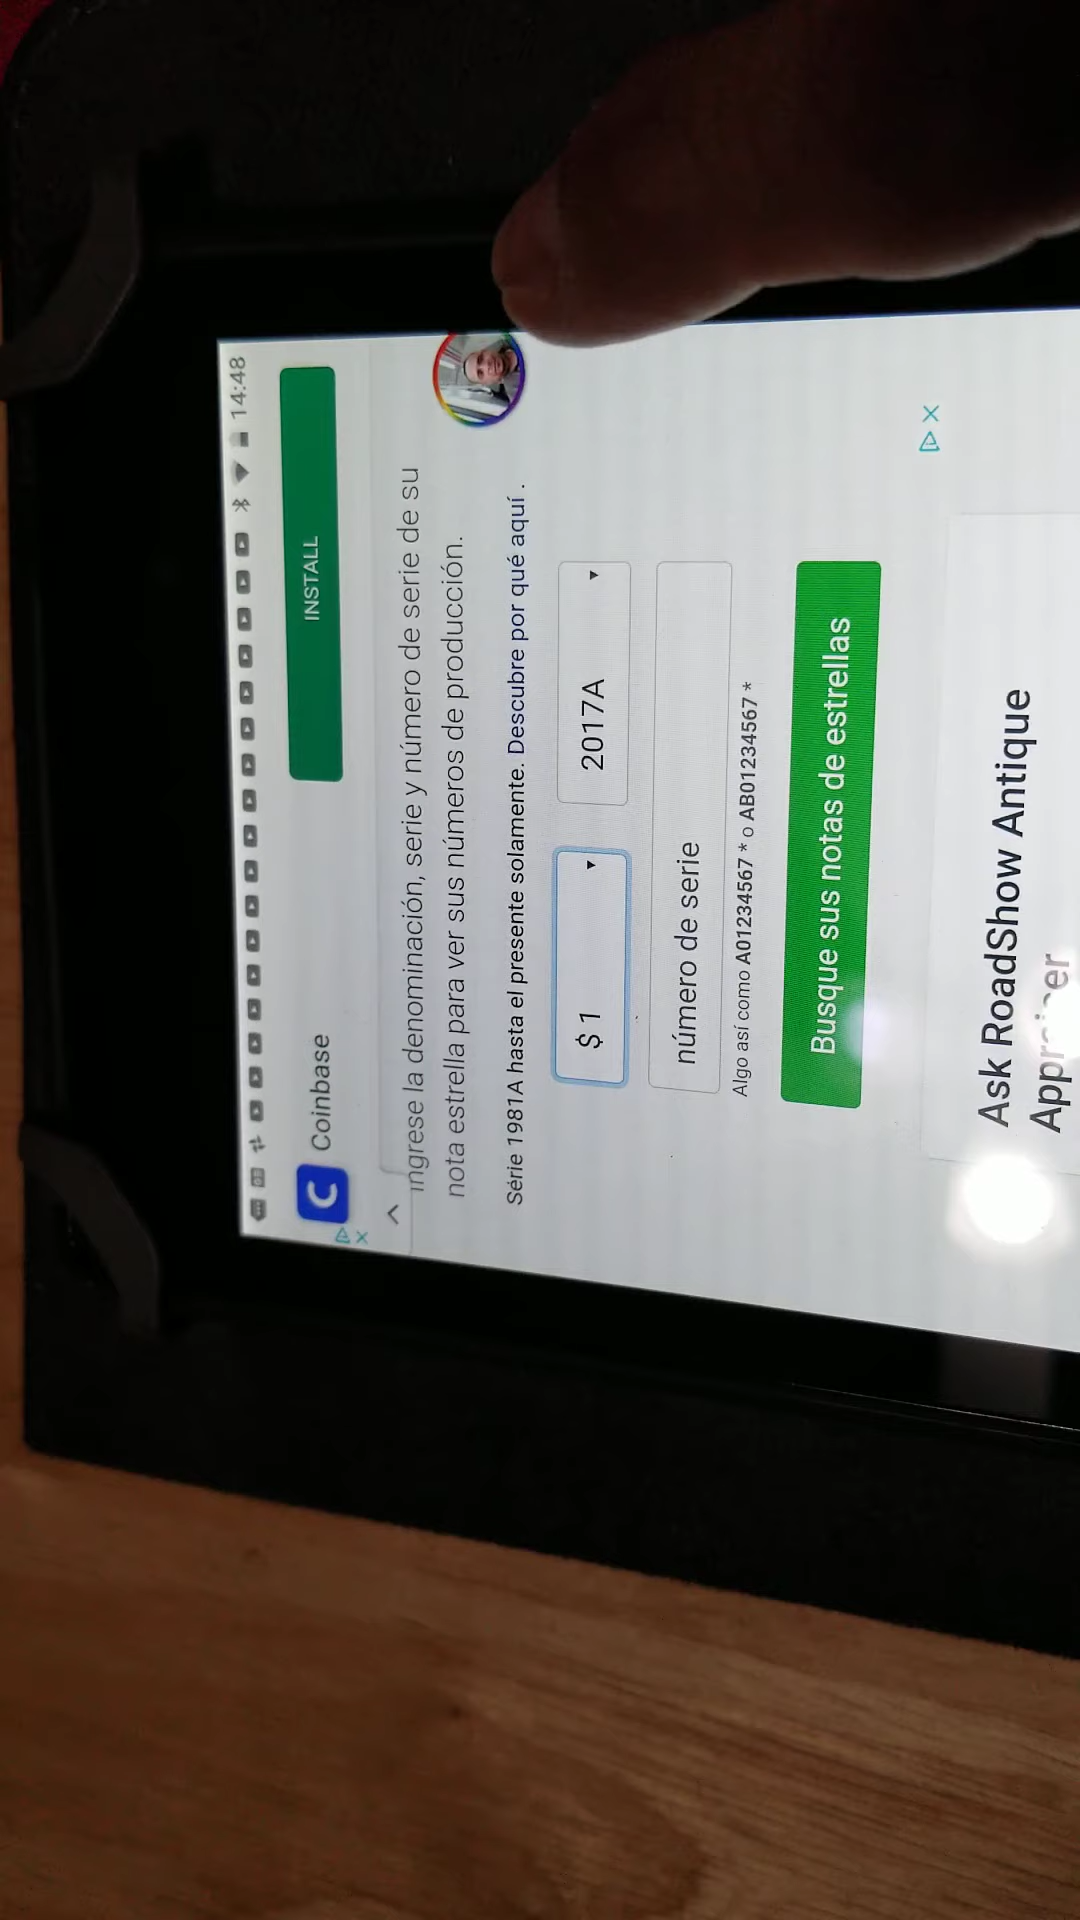 14:48
Coinbase
INSTALL
ingrese la denominación, serie y número de serie de su
nota estrella para ver sus números de producción.
Série 1981A hasta el presente solamente. Descubre por qué aquí .
$ 1
2017A
número de serie
Algo así como A01234567 * o AB01234567 *
Busque sus notas de estrellas
Ask RoadShow Antique